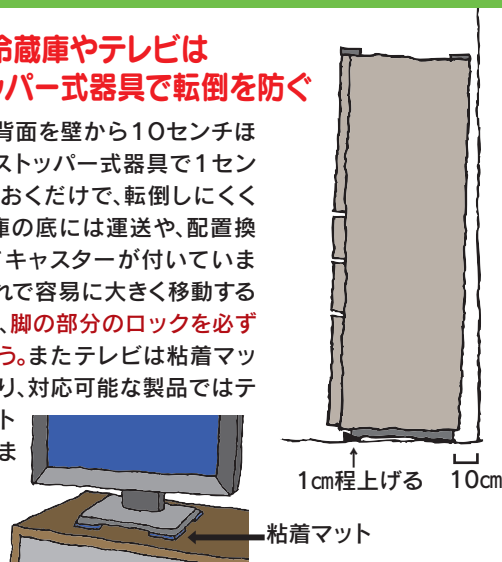 冷蔵庫やテレビは
ッパー式器具で転倒を防ぐ
背面を壁から10センチほ
ストッパー式器具で1セン
おくだけで、転倒しにくく
庫の底には運送や、配置換
キャスターが付いていま
れで容易に大きく移動する
、脚の部分のロックを必ず
う。またテレビは粘着マッ
り、対応可能な製品ではテ
ト
ま
↑
1㎝程上げる 10㎝
粘着マット